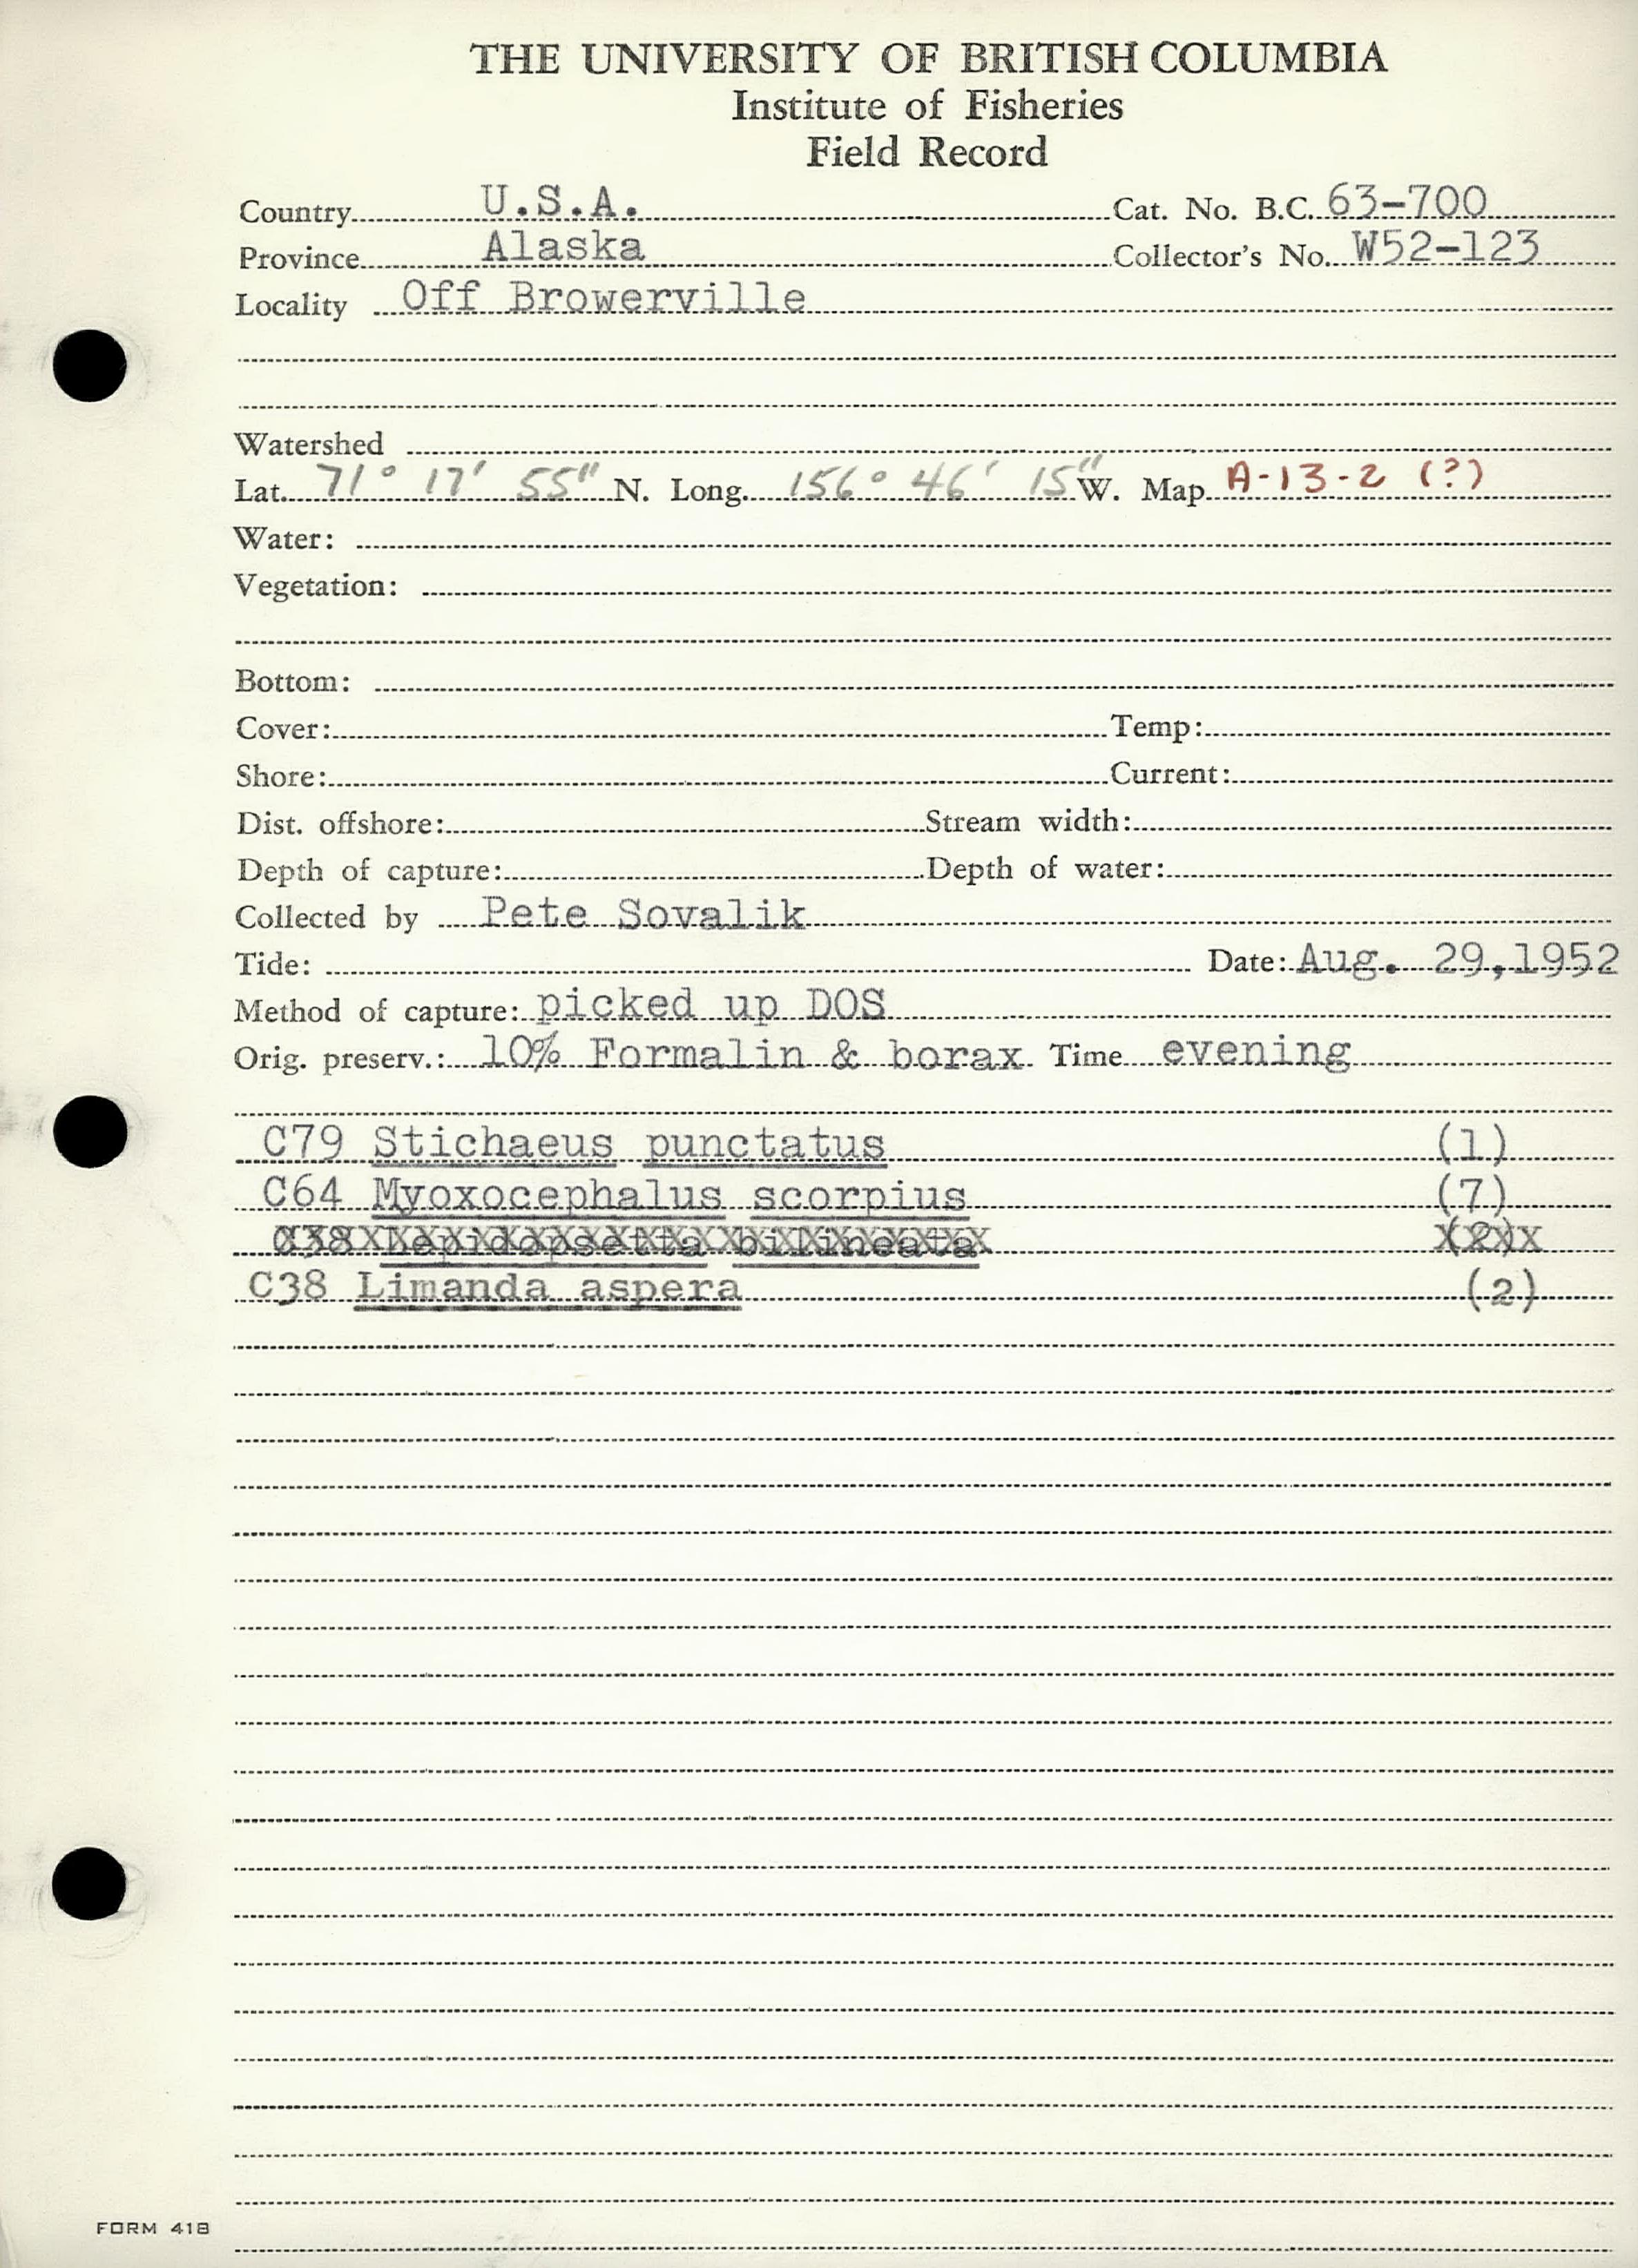 THE UNIVERSITY OF BRITISH COLUMBIA
Institute of Fisheries
Field Record
Country U.S.A. Cat. No. B.C. 63-700
Province Alaska Collector's No. W52-123
Locality Off Browerville
Watershed
Lat. 71° 17' 55" N. Long. 156° 46' 15" W. Map A-13-2 (?)
Water:
Vegetation:
Bottom:
Cover: Temp:
Shore: Current:
Dist. offshore: Stream width:
Depth of capture: Depth of water:
Collected by Pete Sovalik
Tide: Date: Aug. 29,1952
Method of capture: picked up DOS
Orig. preserv.: 10% Formalin & borax Time evening
C79 Stichaeus punctatus (1)
C64 Myoxocephalus scorpius (7)
C38 Lepidopsetta bilineata (2)
C38 Limanda aspera (2)
FORM 418